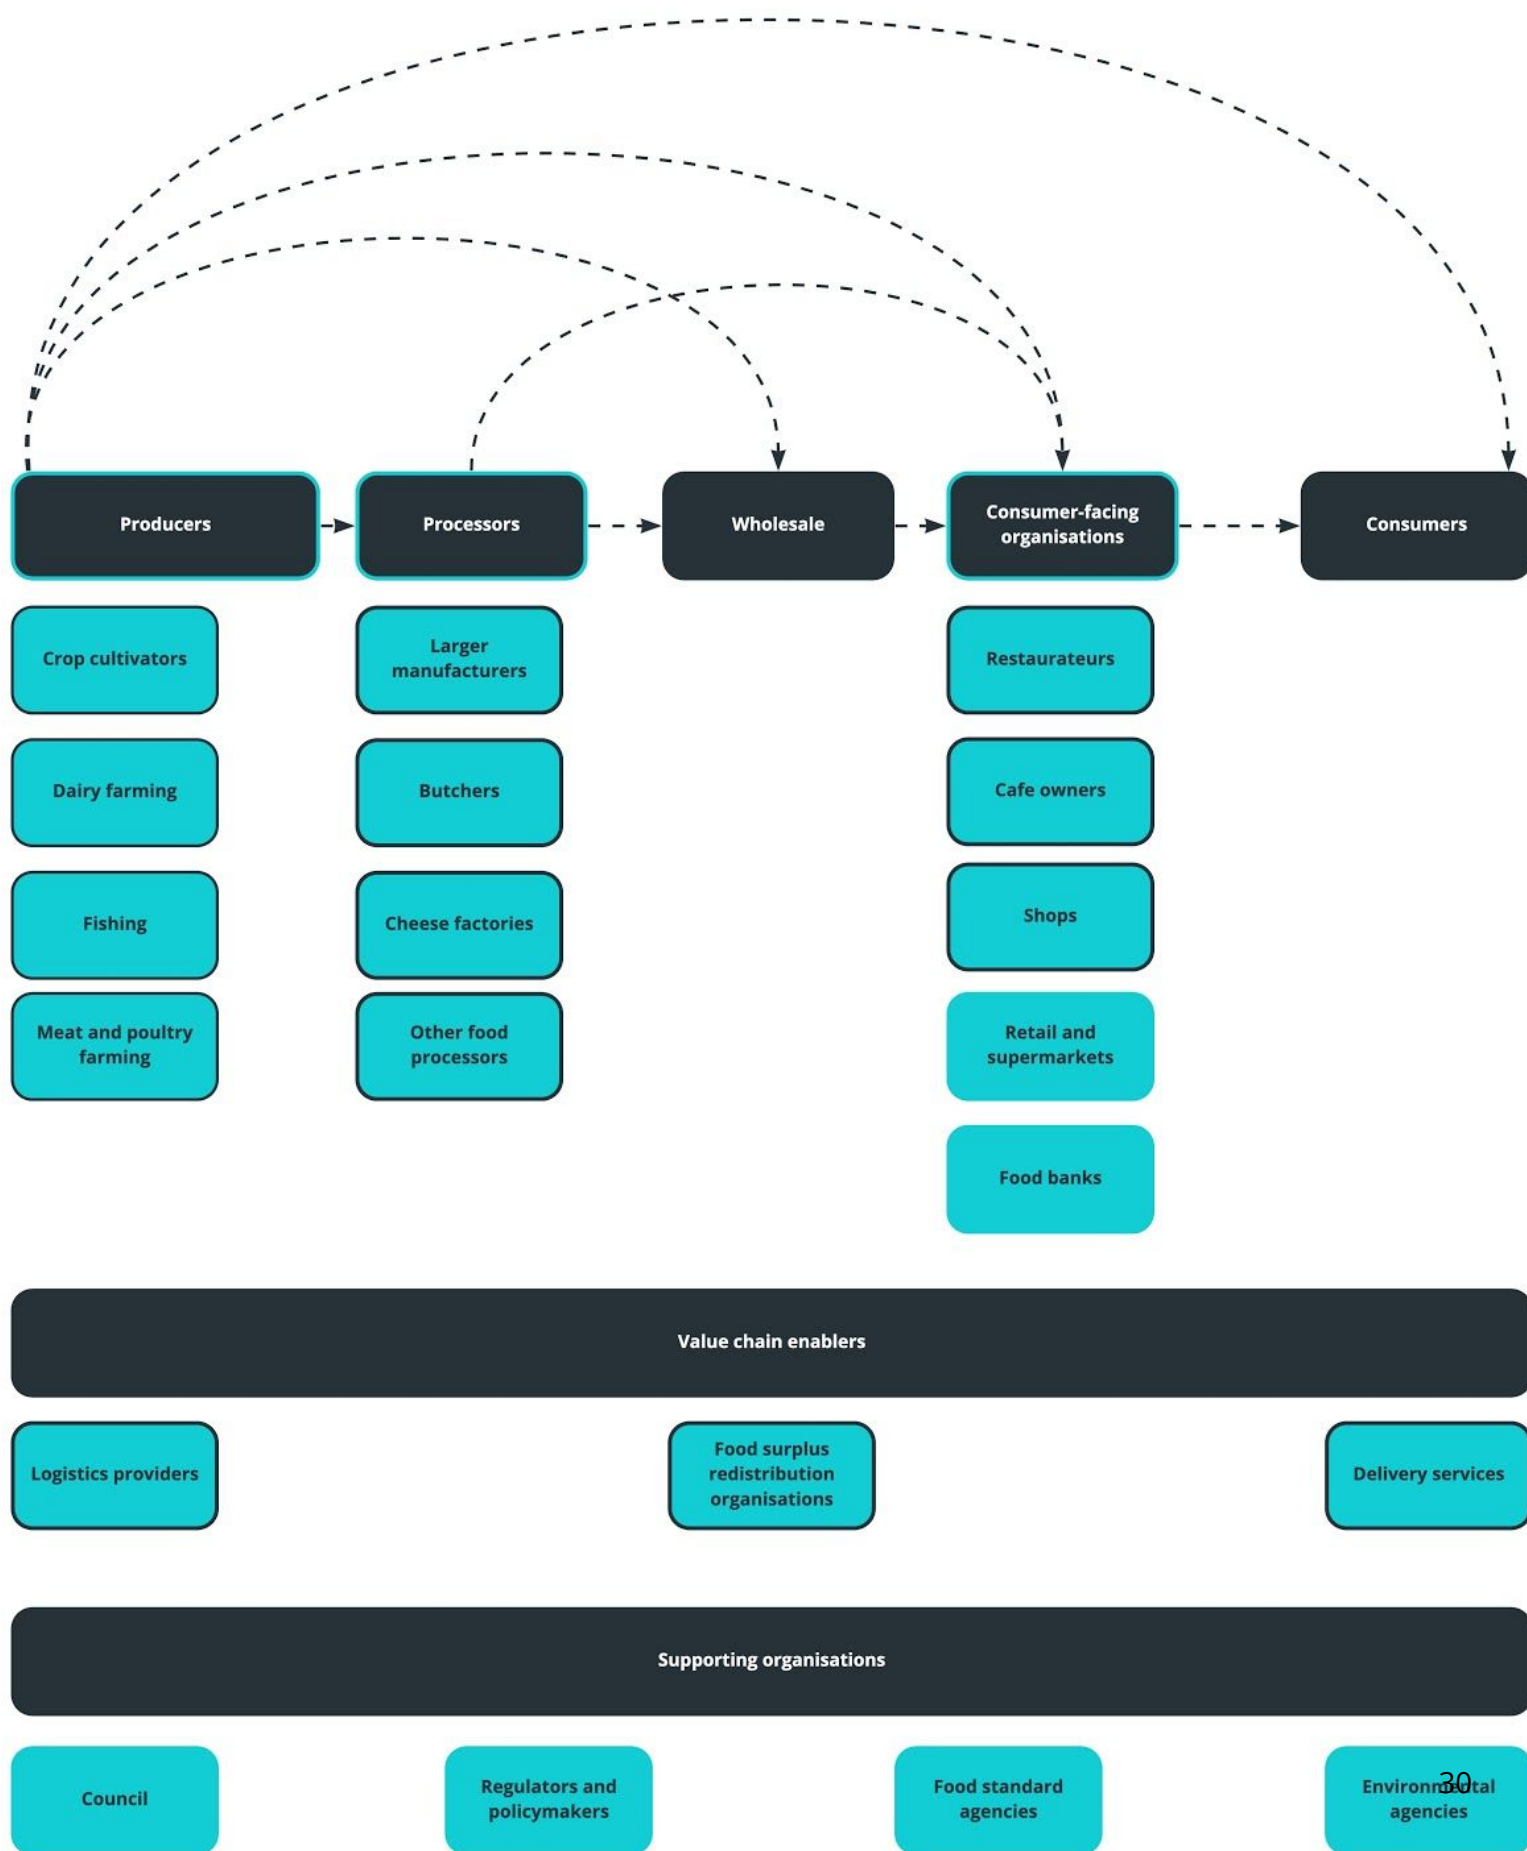 Producers
Processors
Wholesale
Consumer-facing
organisations
Consumers
Crop cultivators
Larger
manufacturers
Restaurateurs
Dairy farming
Butchers
Cafe owners
Fishing
Cheese factories
Shops
Meat and poultry
farming
Other food
processors
Retail and
supermarkets
Food banks
Value chain enablers
Logistics providers
Food surplus
redistribution
organisations
Delivery services
Supporting organisations
Council
Regulators and
policymakers
Food standard
agencies
Environmental
agencies
30